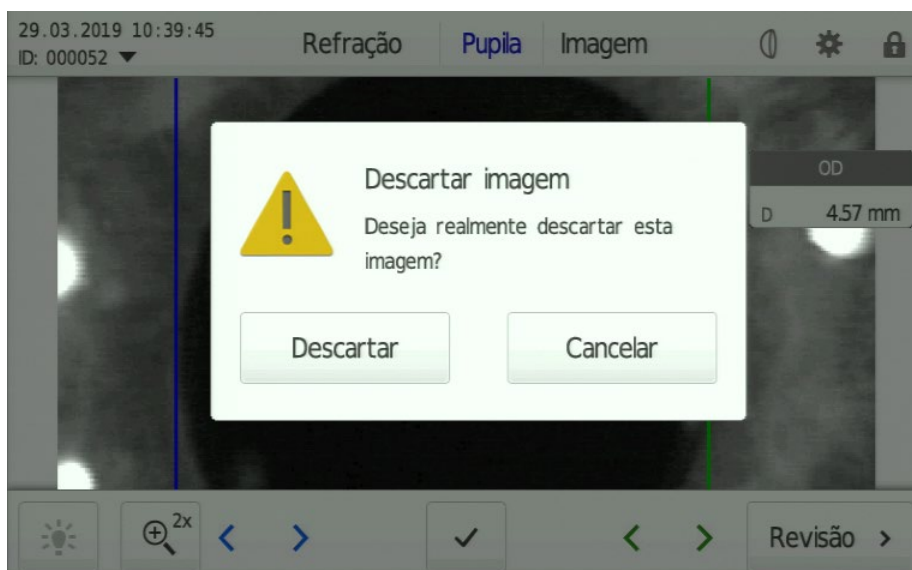 29.03.2019 10:39:45
ID: 000052
Refração Pupila Imagem
OD
D 4.57 mm
Descartar imagem
Deseja realmente descartar esta
imagem?
Descartar Cancelar
2x
Revisão